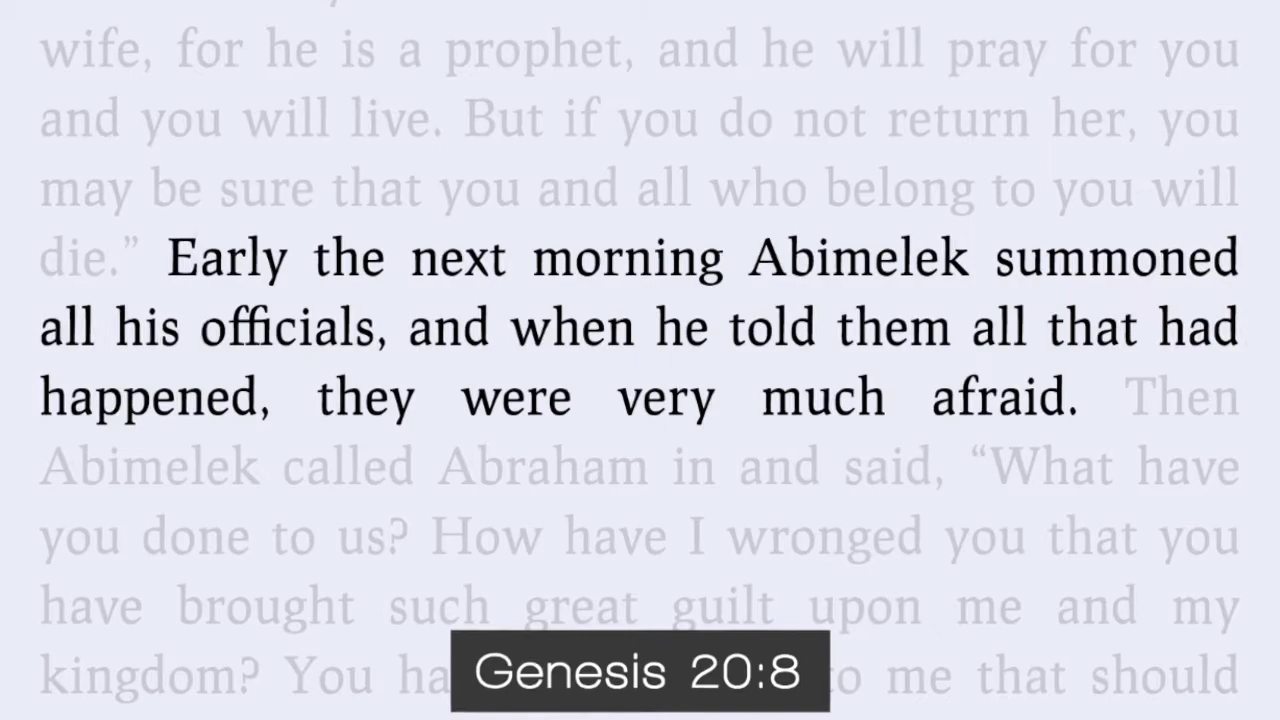 wife, for he is a prophet, and he will pray for you
and you will live. But if you do not return her, you
may be sure that you and all who belong to you will
die.” Early the next morning Abimelek summoned
all his officials, and when he told them all that had
happened, they were very much afraid. Then
Abimelek called Abraham in and said, “What have
you done to us? How have I wronged you that you
have brought such great guilt upon me and my
kingdom? You to me that should
Genesis 20:8